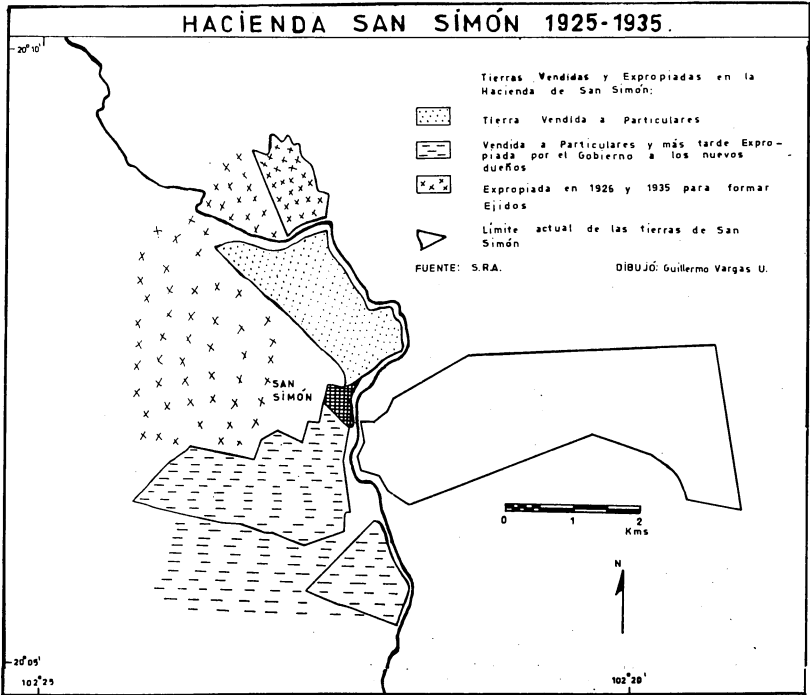 HACIENDA SAN SIMÓN 1925-1935.
20°10'
Tierras Vendidas y Expropiadas en la
Hacienda de San Simón:
Tierra Vendida a Particulares
Vendida a Particulares y más tarde Expro-
piada por el Gobierno a los nuevos
dueños
Expropiada en 1926 y 1935 para formar
Ejidos
Límite actual de las tierras de San
Simón
FUENTE: S.R.A.
DIBUJÓ: Guillermo Vargas U.
SAN
SIMÓN
0 1 2
Kms
N
20°05'
102°25
102°20'